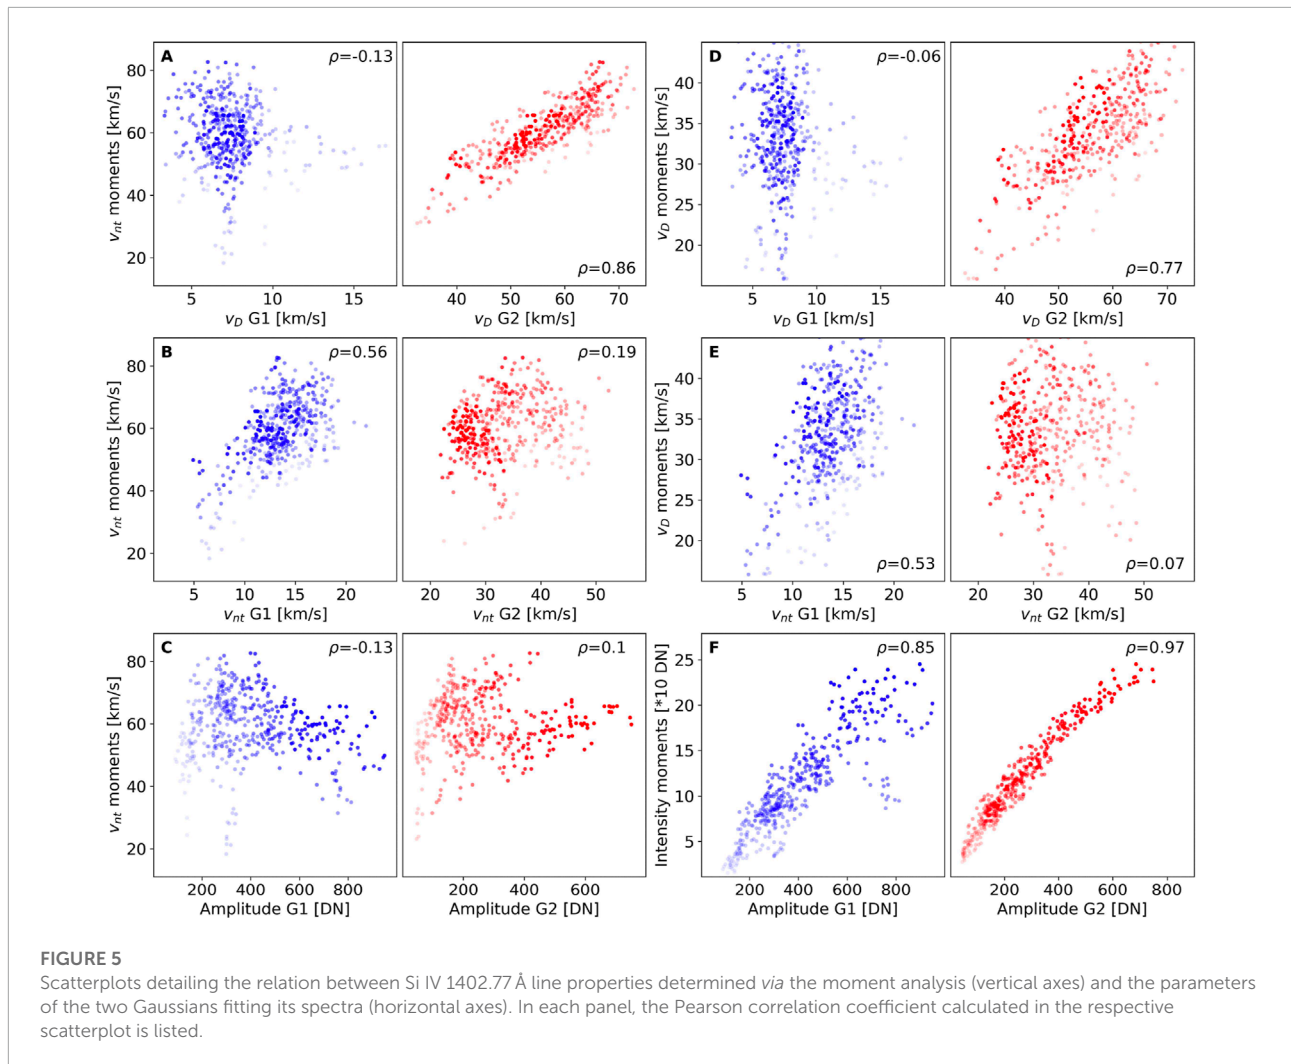 A
ρ=-0.13
D
ρ=-0.06
v_nt moments [km/s]
80
60
40
20
ρ=0.86
v_D moments [km/s]
40
35
30
25
20
ρ=0.77
5 10 15
40 50 60 70
5 10 15
40 50 60 70
v_D G1 [km/s]
v_D G2 [km/s]
v_D G1 [km/s]
v_D G2 [km/s]
B
ρ=0.56
ρ=0.19
E
v_nt moments [km/s]
80
60
40
20
v_D moments [km/s]
40
35
30
25
20
ρ=0.53
ρ=0.07
5 10 15 20
20 30 40 50
5 10 15 20
20 30 40 50
v_nt G1 [km/s]
v_nt G2 [km/s]
v_nt G1 [km/s]
v_nt G2 [km/s]
C
ρ=-0.13
ρ=0.1
F
ρ=0.85
ρ=0.97
v_nt moments [km/s]
80
60
40
20
Intensity moments [*10 DN]
25
20
15
10
5
200 400 600 800
200 400 600
200 400 600 800
200 400 600 800
Amplitude G1 [DN]
Amplitude G2 [DN]
Amplitude G1 [DN]
Amplitude G2 [DN]
FIGURE 5
Scatterplots detailing the relation between Si IV 1402.77 Å line properties determined via the moment analysis (vertical axes) and the parameters
of the two Gaussians fitting its spectra (horizontal axes). In each panel, the Pearson correlation coefficient calculated in the respective
scatterplot is listed.